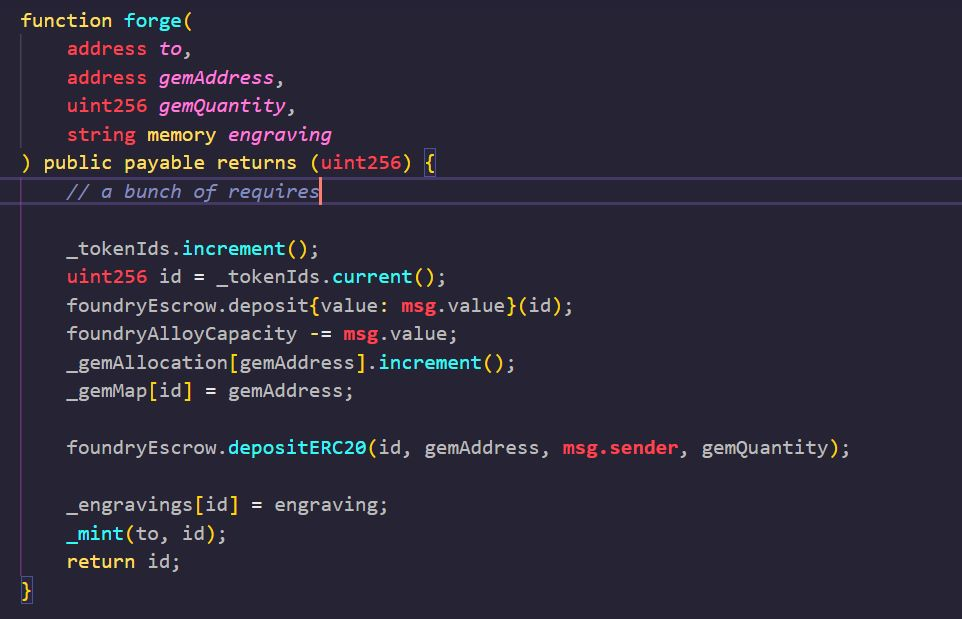 function forge(
address to,
address gemAddress,
uint256 gemQuantity,
string memory engraving
) public payable returns (uint256) {
// a bunch of requires
_tokenIds.increment();
uint256 id = _tokenIds.current();
foundryEscrow.deposit{value: msg.value}(id);
foundryAlloyCapacity -= msg.value;
_gemAllocation[gemAddress].increment();
_gemMap[id] = gemAddress;
foundryEscrow.depositERC20(id, gemAddress, msg.sender, gemQuantity);
_engravings[id] = engraving;
_mint(to, id);
return id;
}